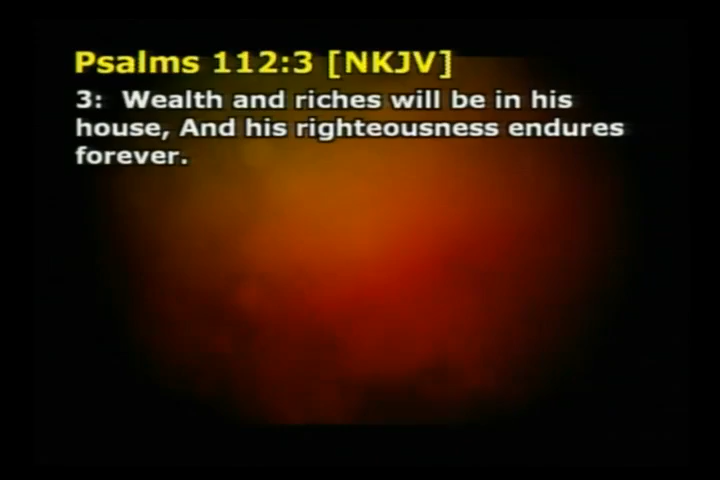 Psalms 112:3 [NKJV]
3: Wealth and riches will be in his
house, And his righteousness endures
forever.